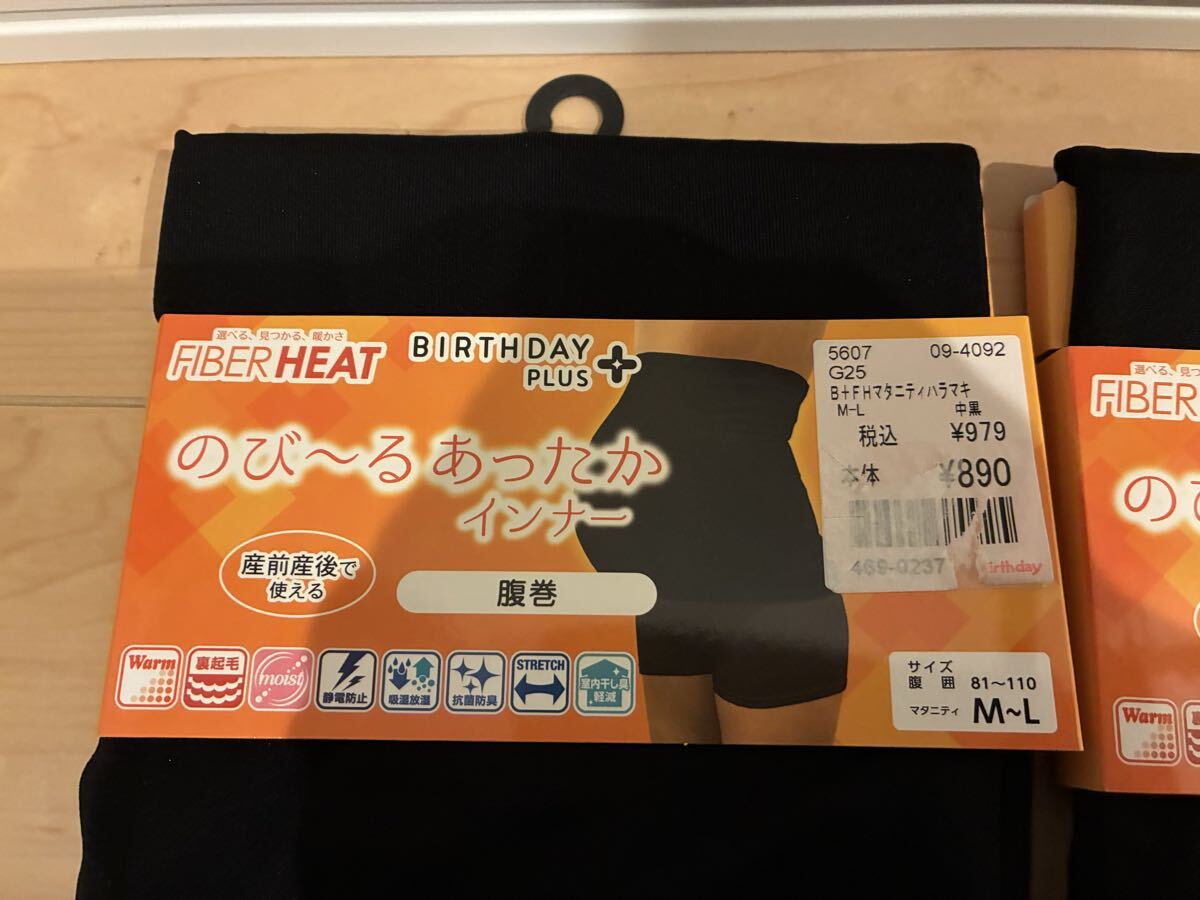 選べる、見つかる、暖かさ
FIBER HEAT
BIRTHDAY
PLUS
のび〜るあったか
インナー
産前産後で
使える
腹巻
Warm
裏起毛
moist
静電防止
吸湿放湿
抗菌防臭
STRETCH
室内干し臭
軽減
5607 09-4092
G25
B+FHマタニティハラマキ
M-L 中黒
税込 ¥979
本体 ¥890
469-0237
irthday
サイズ
腹囲 81〜110
マタニティ M〜L
選べる、見つ
FIBER
のび
Warm